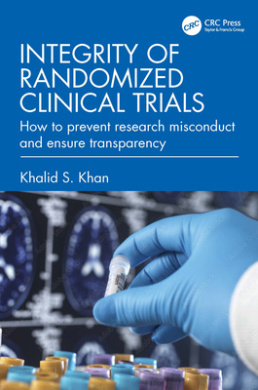 CRC
CRC Press
Taylor & Francis Group
INTEGRITY OF
RANDOMIZED
CLINICAL TRIALS
How to prevent research misconduct
and ensure transparency
Khalid S. Khan